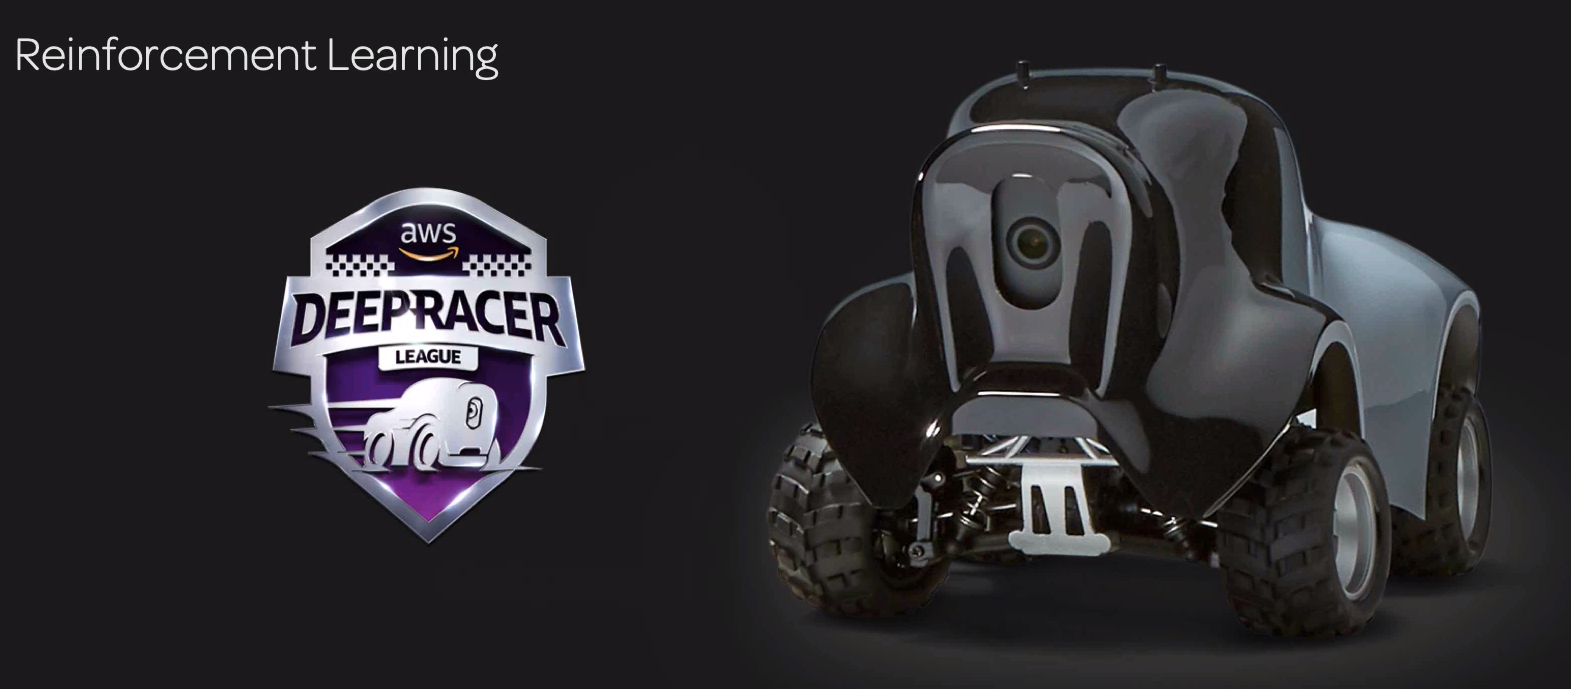 Reinforcement Learning
aws
DEEPRACER
LEAGUE